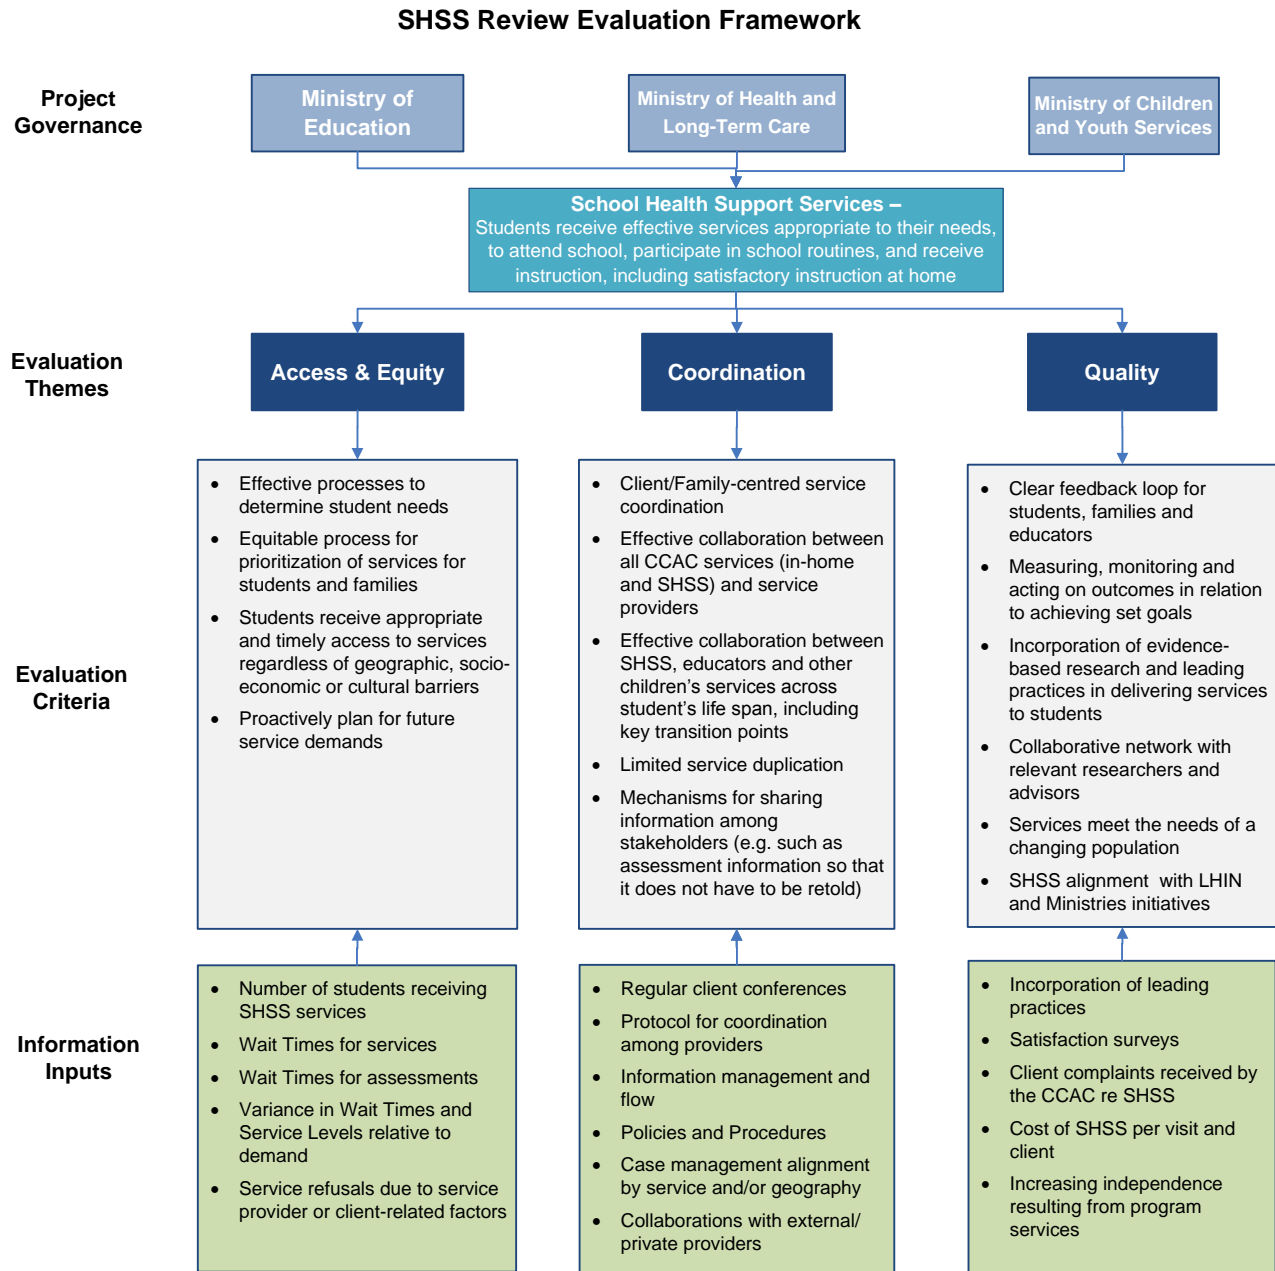 SHSS Review Evaluation Framework
Project
Governance
Ministry of
Education
Ministry of Health and
Long-Term Care
Ministry of Children
and Youth Services
School Health Support Services –
Students receive effective services appropriate to their needs,
to attend school, participate in school routines, and receive
instruction, including satisfactory instruction at home
Evaluation
Themes
Access & Equity
Coordination
Quality
Evaluation
Criteria
• Effective processes to
determine student needs
• Equitable process for
prioritization of services for
students and families
• Students receive appropriate
and timely access to services
regardless of geographic, socio-
economic or cultural barriers
• Proactively plan for future
service demands
• Client/Family-centred service
coordination
• Effective collaboration between
all CCAC services (in-home
and SHSS) and service
providers
• Effective collaboration between
SHSS, educators and other
children’s services across
student’s life span, including
key transition points
• Limited service duplication
• Mechanisms for sharing
information among
stakeholders (e.g. such as
assessment information so that
it does not have to be retold)
• Clear feedback loop for
students, families and
educators
• Measuring, monitoring and
acting on outcomes in relation
to achieving set goals
• Incorporation of evidence-
based research and leading
practices in delivering services
to students
• Collaborative network with
relevant researchers and
advisors
• Services meet the needs of a
changing population
• SHSS alignment with LHIN
and Ministries initiatives
Information
Inputs
• Number of students receiving
SHSS services
• Wait Times for services
• Wait Times for assessments
• Variance in Wait Times and
Service Levels relative to
demand
• Service refusals due to service
provider or client-related factors
• Regular client conferences
• Protocol for coordination
among providers
• Information management and
flow
• Policies and Procedures
• Case management alignment
by service and/or geography
• Collaborations with external/
private providers
• Incorporation of leading
practices
• Satisfaction surveys
• Client complaints received by
the CCAC re SHSS
• Cost of SHSS per visit and
client
• Increasing independence
resulting from program
services